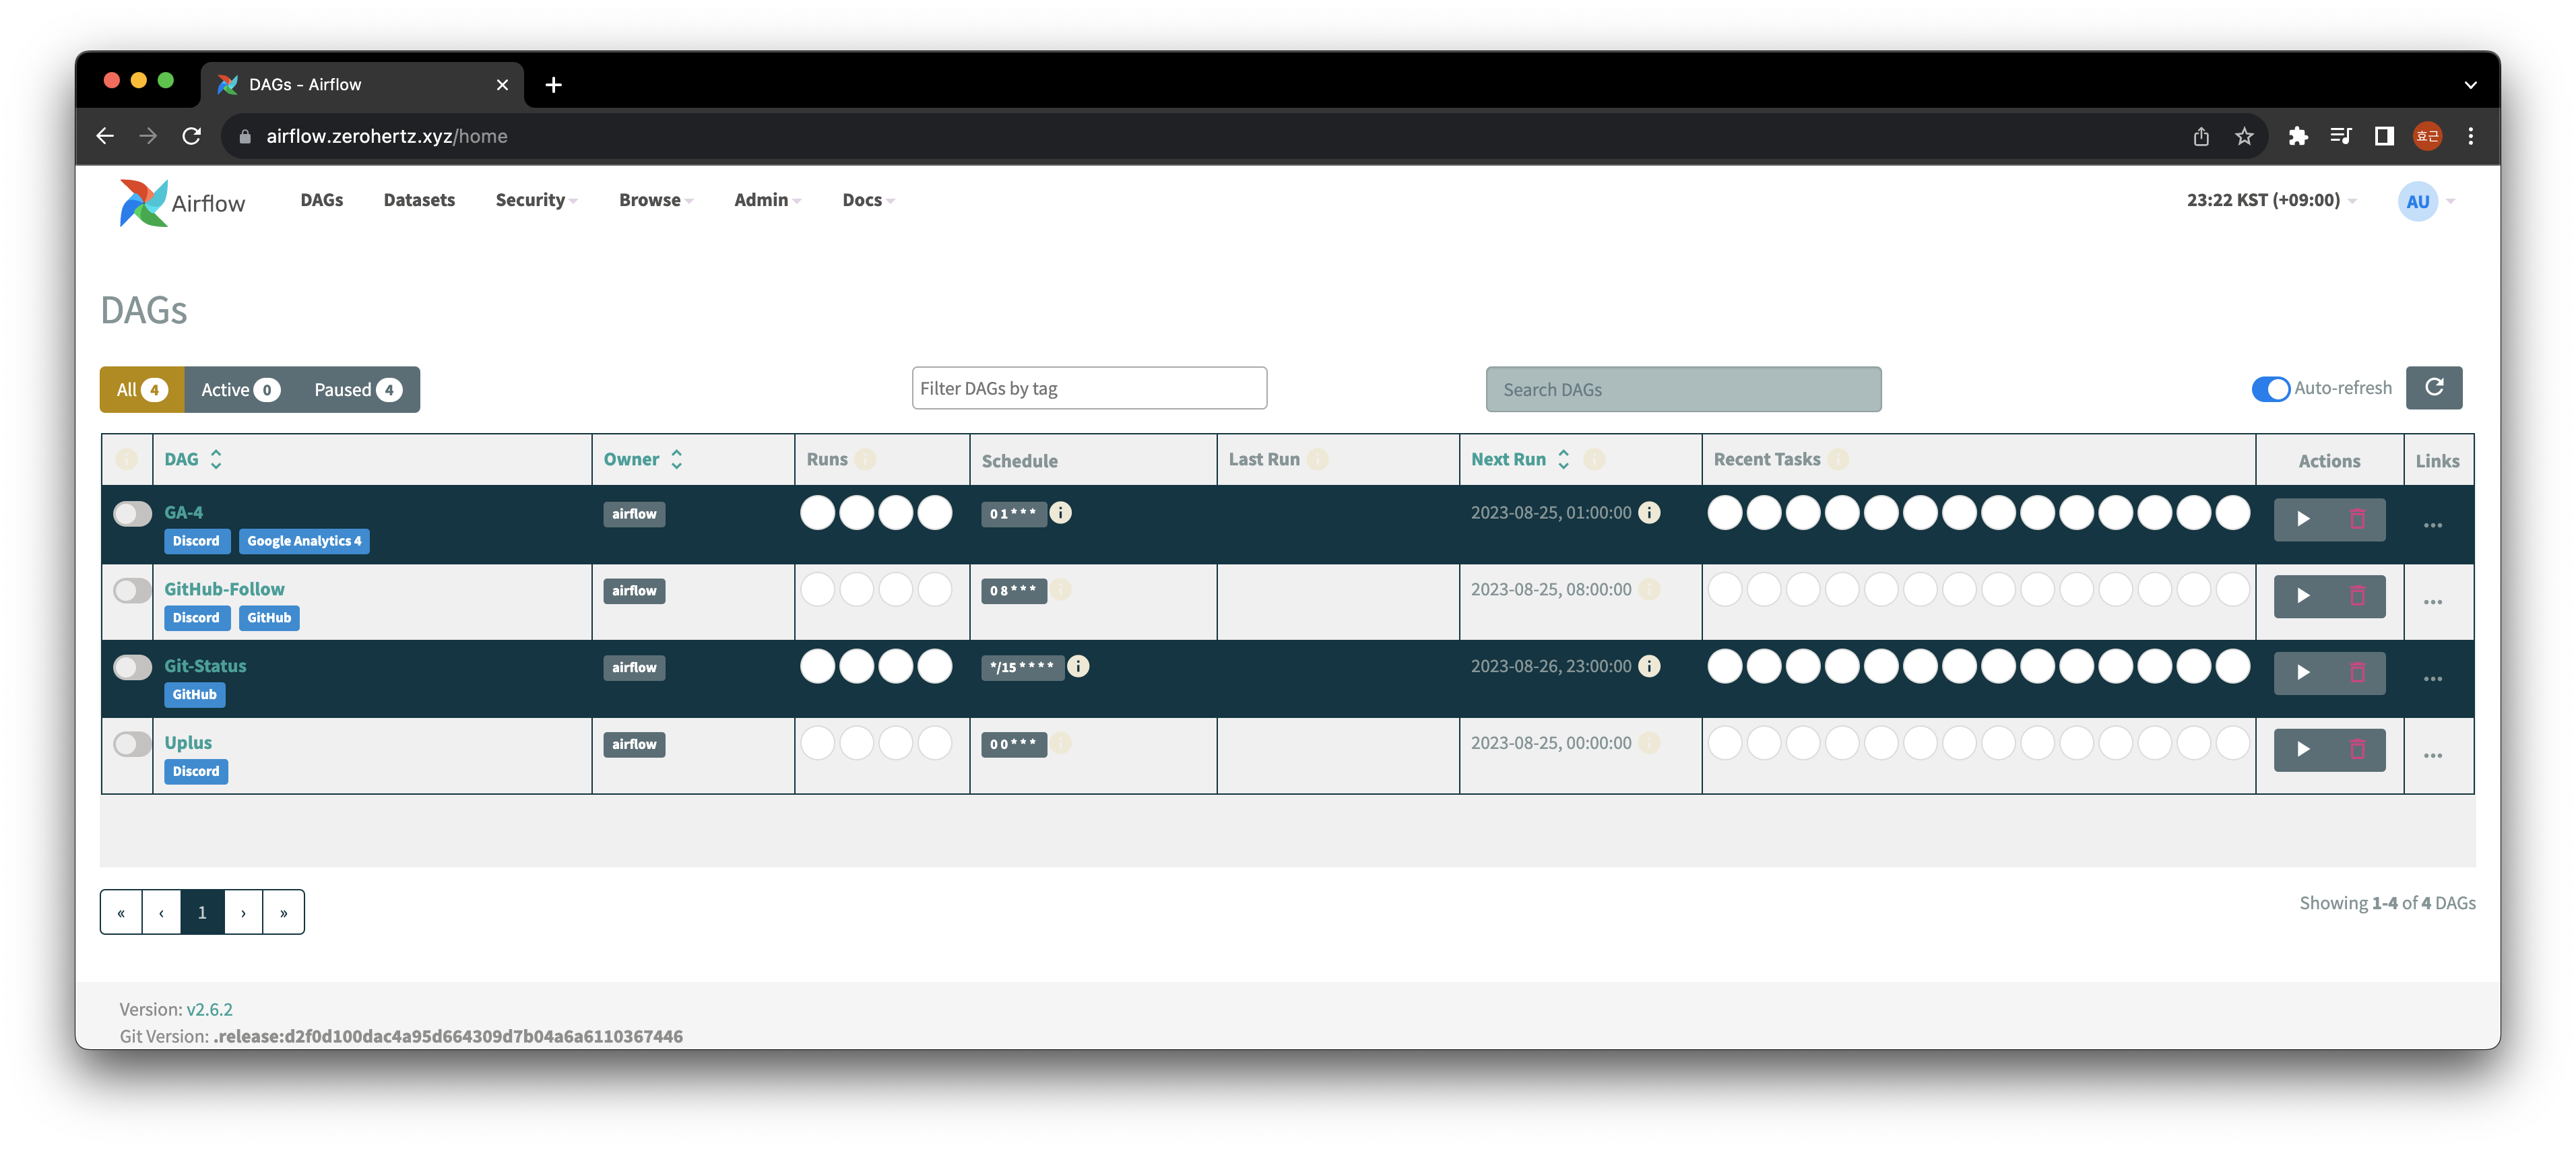 DAGs - Airflow
airflow.zerohertz.xyz/home
효근
Airflow DAGs Datasets Security Browse Admin Docs 23:22 KST (+09:00) AU
DAGs
All 4 Active 0 Paused 4 Filter DAGs by tag Search DAGs Auto-refresh
DAG Owner Runs Schedule Last Run Next Run Recent Tasks Actions Links
GA-4 airflow 0 1 * * * 2023-08-25, 01:00:00
Discord Google Analytics 4
GitHub-Follow airflow 0 8 * * * 2023-08-25, 08:00:00
Discord GitHub
Git-Status airflow */15 * * * * 2023-08-26, 23:00:00
GitHub
Uplus airflow 0 0 * * * 2023-08-25, 00:00:00
Discord
« ‹ 1 › » Showing 1-4 of 4 DAGs
Version: v2.6.2
Git Version: .release:d2f0d100dac4a95d664309d7b04a6a6110367446